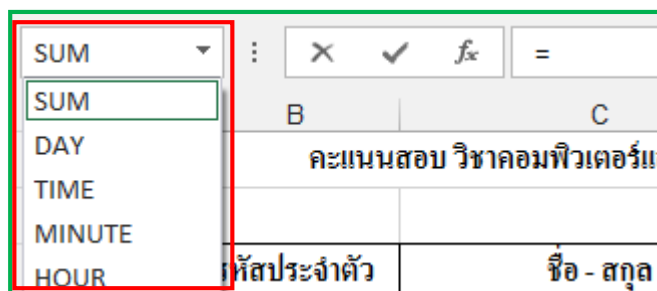 SUM fx =
SUM
B C
DAY
คะแนนสอบ วิชาคอมพิวเตอร์
TIME
MINUTE
HOUR
หัสประจำตัว ชื่อ - สกุล